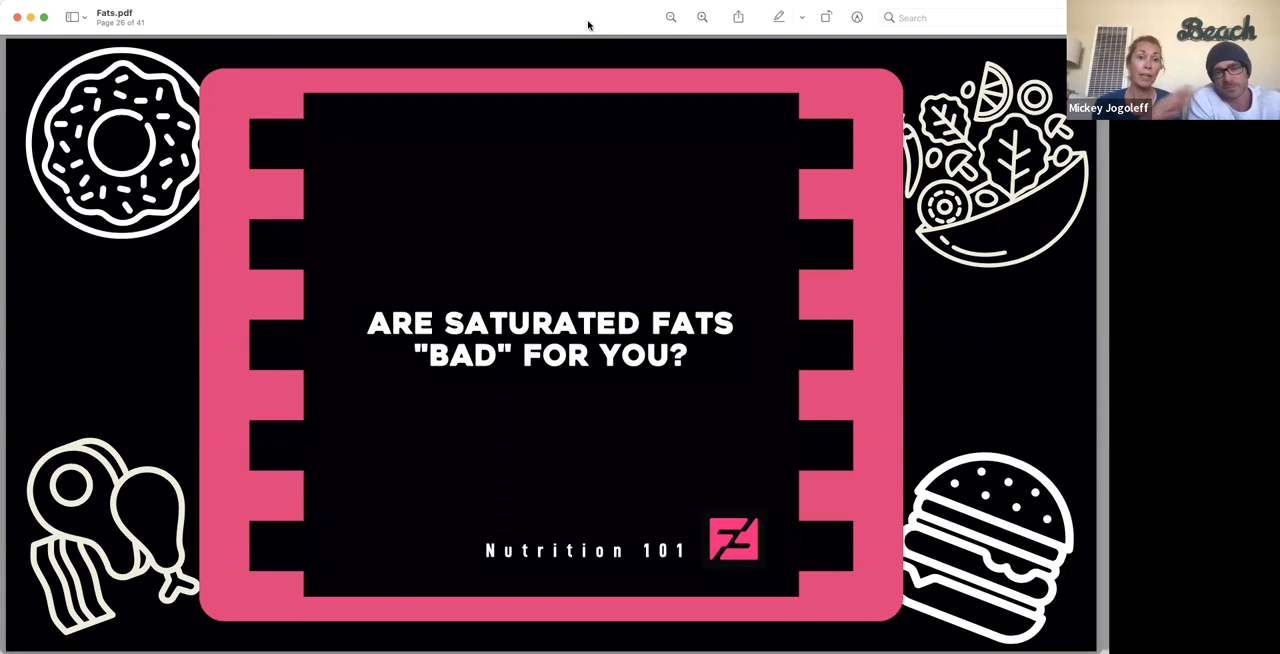 Fats.pdf
Page 26 of 41
Search
Beach
Mickey Jogoleff
ARE SATURATED FATS
"BAD" FOR YOU?
Nutrition 101